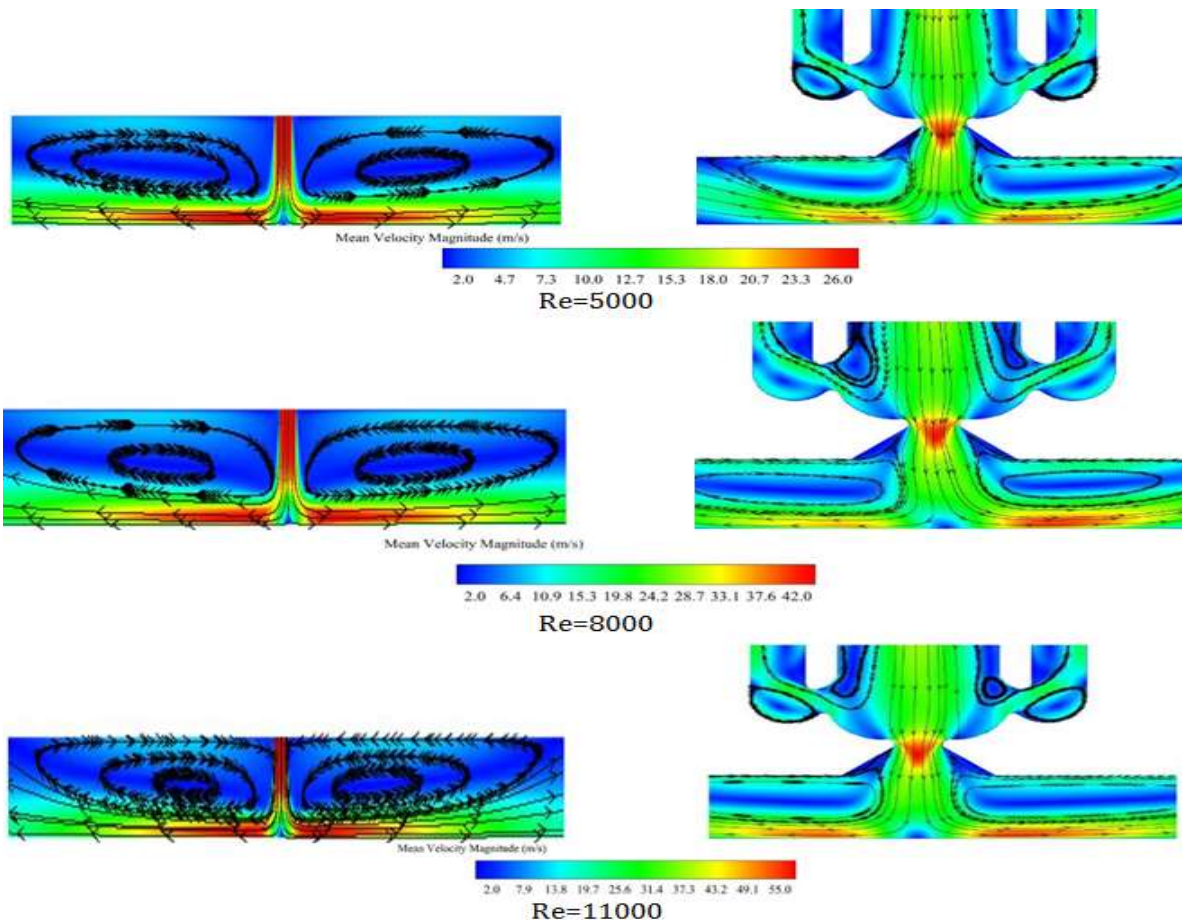 Mean Velocity Magnitude (m/s)
2.0 4.7 7.3 10.0 12.7 15.3 18.0 20.7 23.3 26.0
Re=5000
Mean Velocity Magnitude (m/s)
2.0 6.4 10.9 15.3 19.8 24.2 28.7 33.1 37.6 42.0
Re=8000
Mean Velocity Magnitude (m/s)
2.0 7.9 13.8 19.7 25.6 31.4 37.3 43.2 49.1 55.0
Re=11000